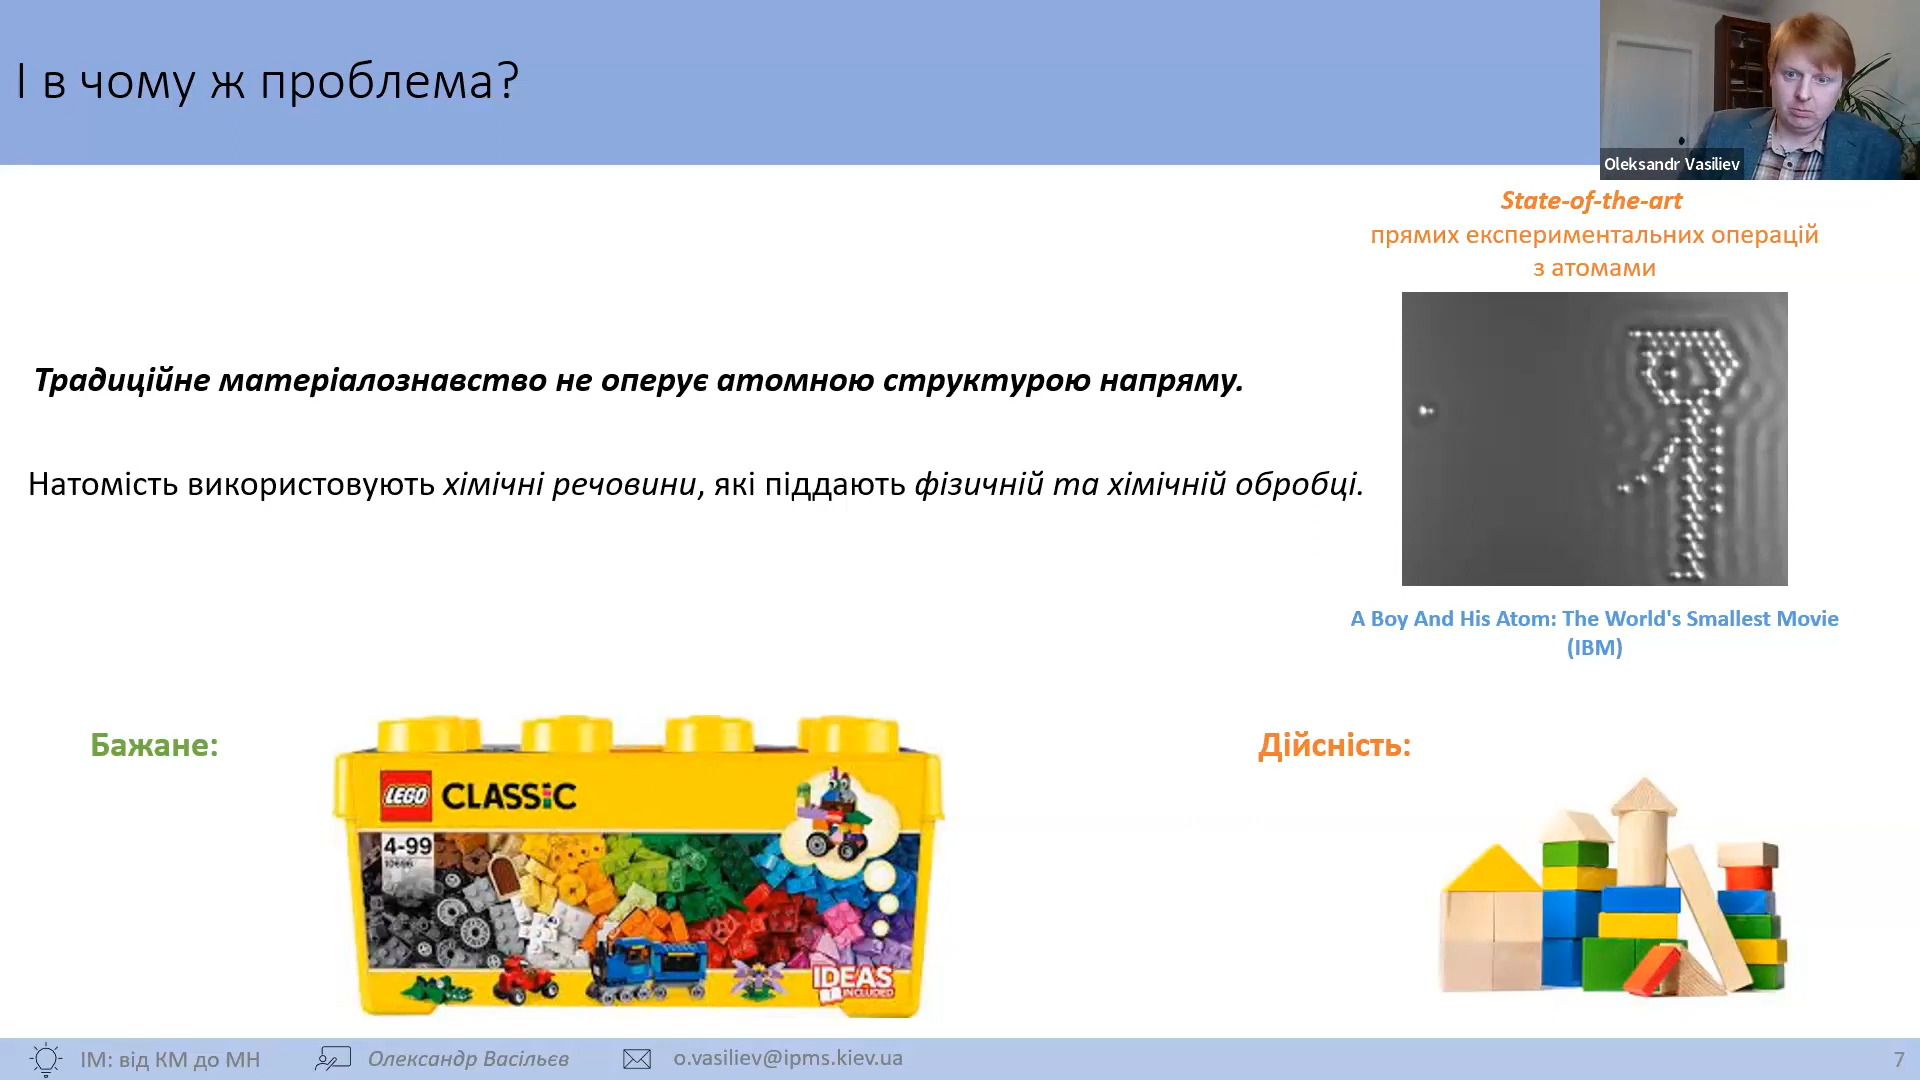 І в чому ж проблема?
Oleksandr Vasiliev
State-of-the-art
прямих експериментальних операцій
з атомами
Традиційне матеріалознавство не оперує атомною структурою напряму.
Натомість використовують хімічні речовини, які піддають фізичній та хімічній обробці.
A Boy And His Atom: The World's Smallest Movie
(IBM)
Бажане:
Дійсність:
LEGO CLASSIC
4-99
10696
IDEAS
INCLUDED
ІМ: від КМ до МН
Олександр Васільєв
o.vasiliev@ipms.kiev.ua
7